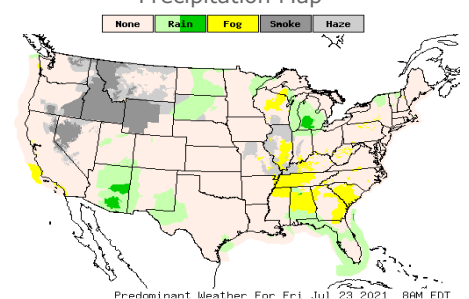 Precipitation Map
None Rain Fog Smoke Haze
Predominant Weather For Fri Jul 23 2021 8AM EDT